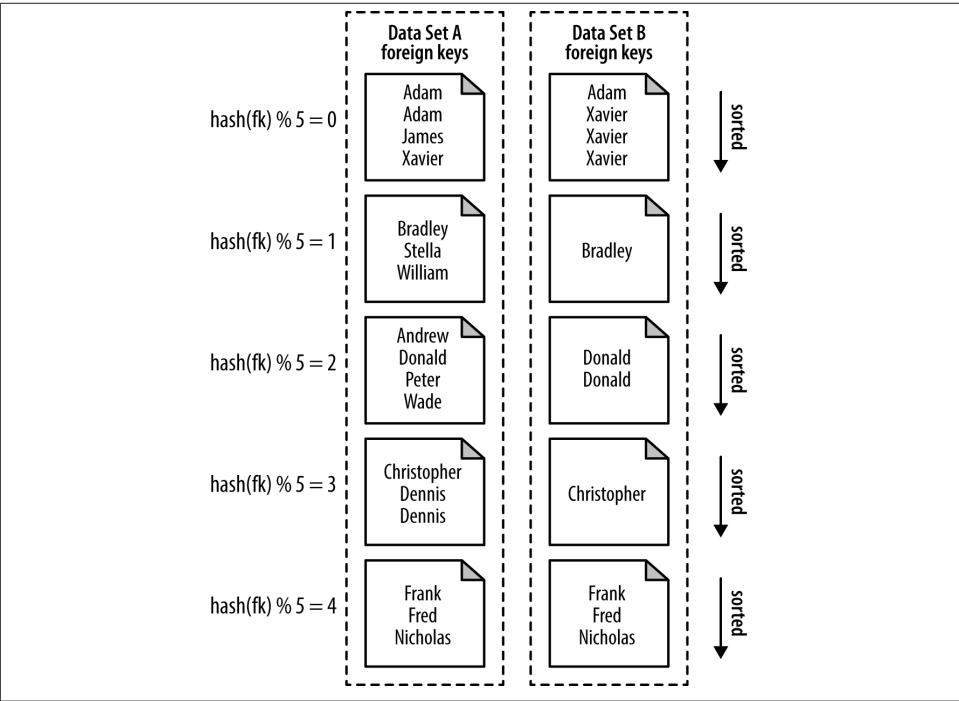 Data Set A
foreign keys
Data Set B
foreign keys
hash(fk) % 5 = 0
Adam
Adam
James
Xavier
Adam
Xavier
Xavier
Xavier
sorted
hash(fk) % 5 = 1
Bradley
Stella
William
Bradley
sorted
hash(fk) % 5 = 2
Andrew
Donald
Peter
Wade
Donald
Donald
sorted
hash(fk) % 5 = 3
Christopher
Dennis
Dennis
Christopher
sorted
hash(fk) % 5 = 4
Frank
Fred
Nicholas
Frank
Fred
Nicholas
sorted